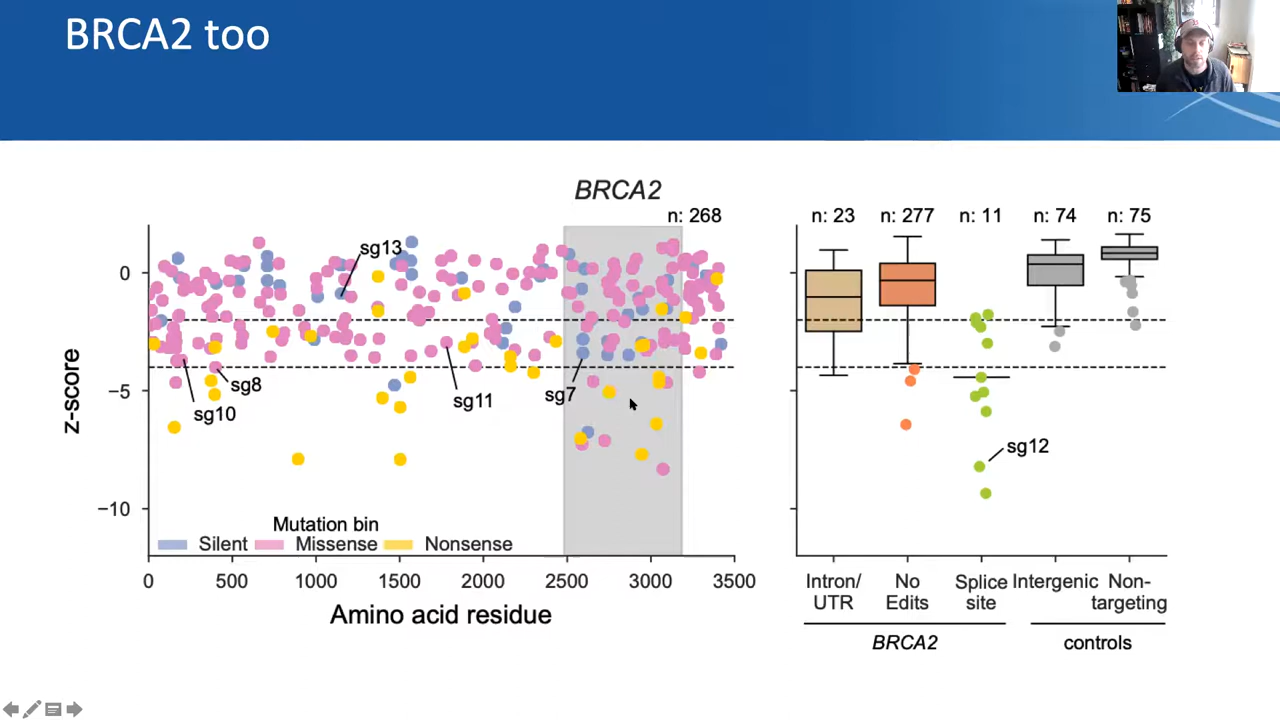 BRCA2 too
BRCA2
n: 268
z-score
0
−5
−10
sg13
sg8
sg10
sg11
sg7
Mutation bin
Silent Missense Nonsense
0 500 1000 1500 2000 2500 3000 3500
Amino acid residue
n: 23 n: 277 n: 11 n: 74 n: 75
sg12
Intron/ No Splice Intergenic Non-
UTR Edits site targeting
BRCA2 controls